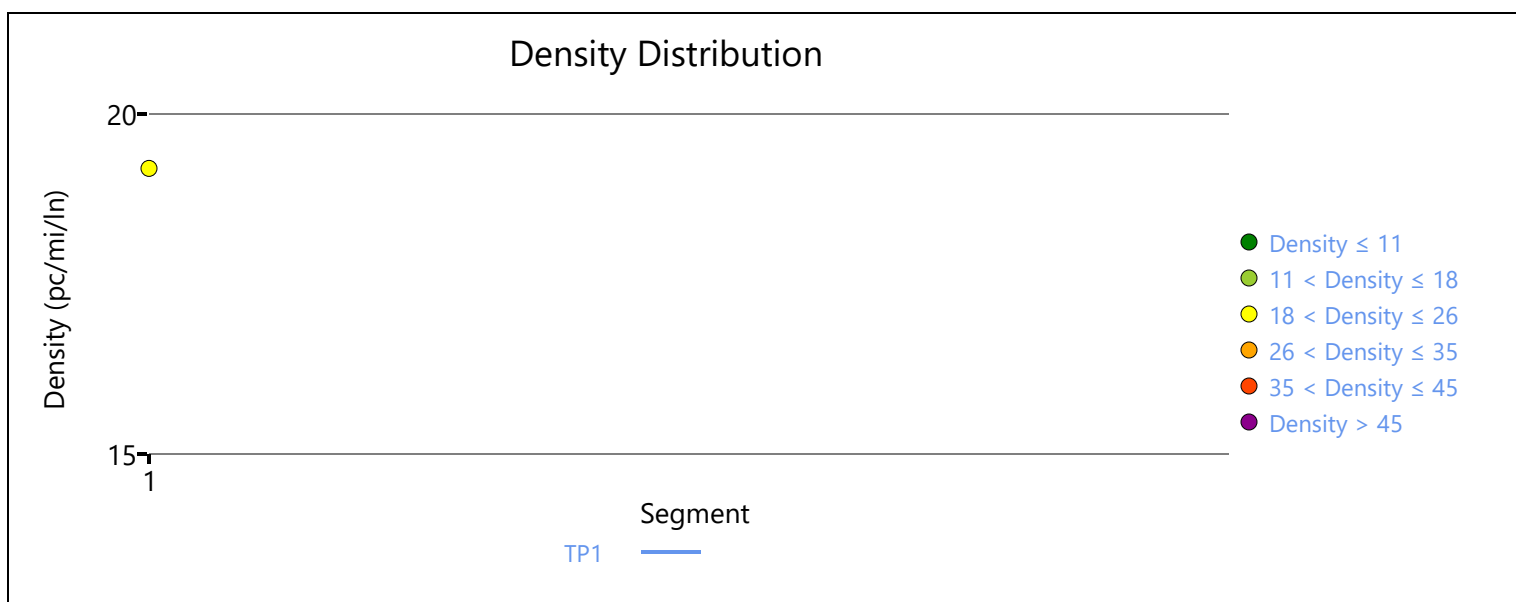 Density Distribution
20
Density (pc/mi/ln)
Density ≤ 11
11 < Density ≤ 18
18 < Density ≤ 26
26 < Density ≤ 35
35 < Density ≤ 45
Density > 45
15
1
Segment
TP1